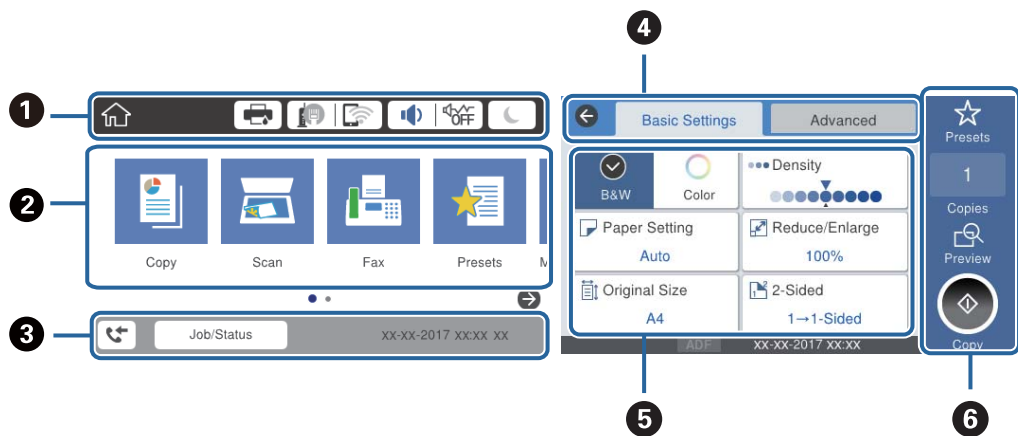 4
1
OFF
2
Copy
Scan
Fax
Presets
M
3
Job/Status
xx-xx-2017 xx:xx xx
Basic Settings
Advanced
B&W
Color
Density
Paper Setting
Auto
Reduce/Enlarge
100%
Original Size
A4
1 2
2-Sided
1→1-Sided
ADF
xx-xx-2017 xx:xx
Presets
1
Copies
Preview
Copy
5
6